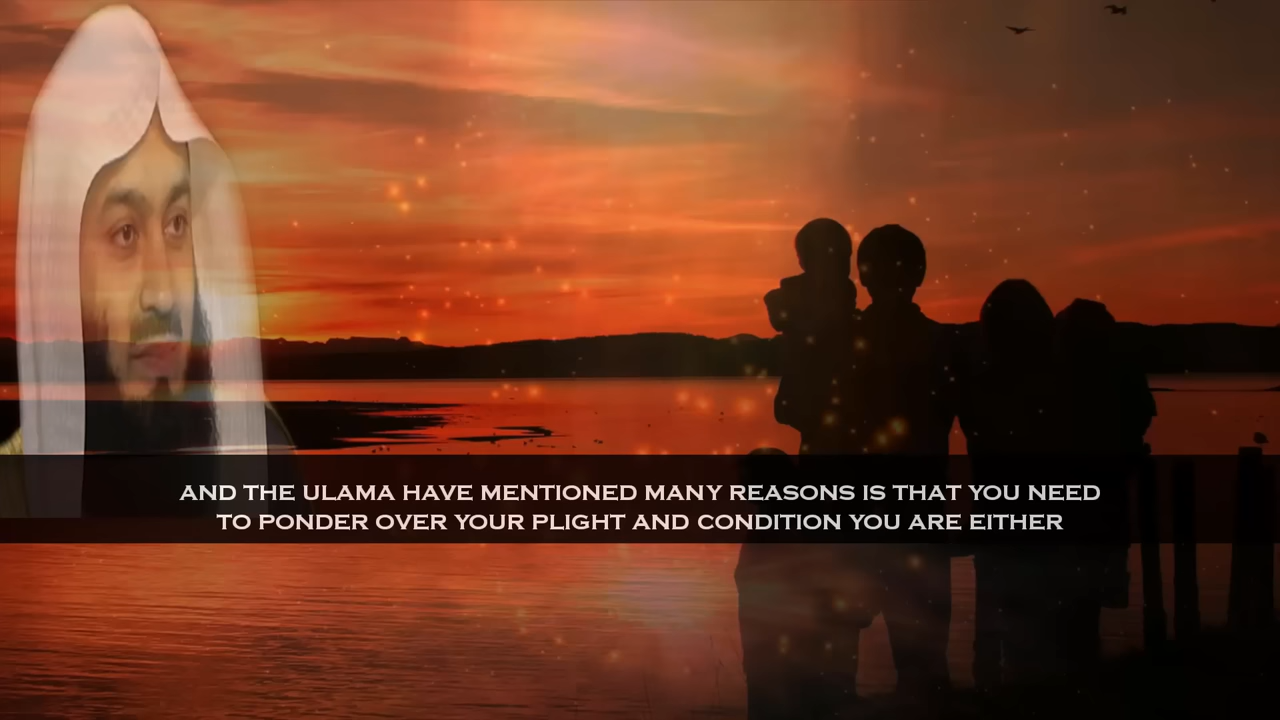 AND THE ULAMA HAVE MENTIONED MANY REASONS IS THAT YOU NEED
TO PONDER OVER YOUR PLIGHT AND CONDITION YOU ARE EITHER